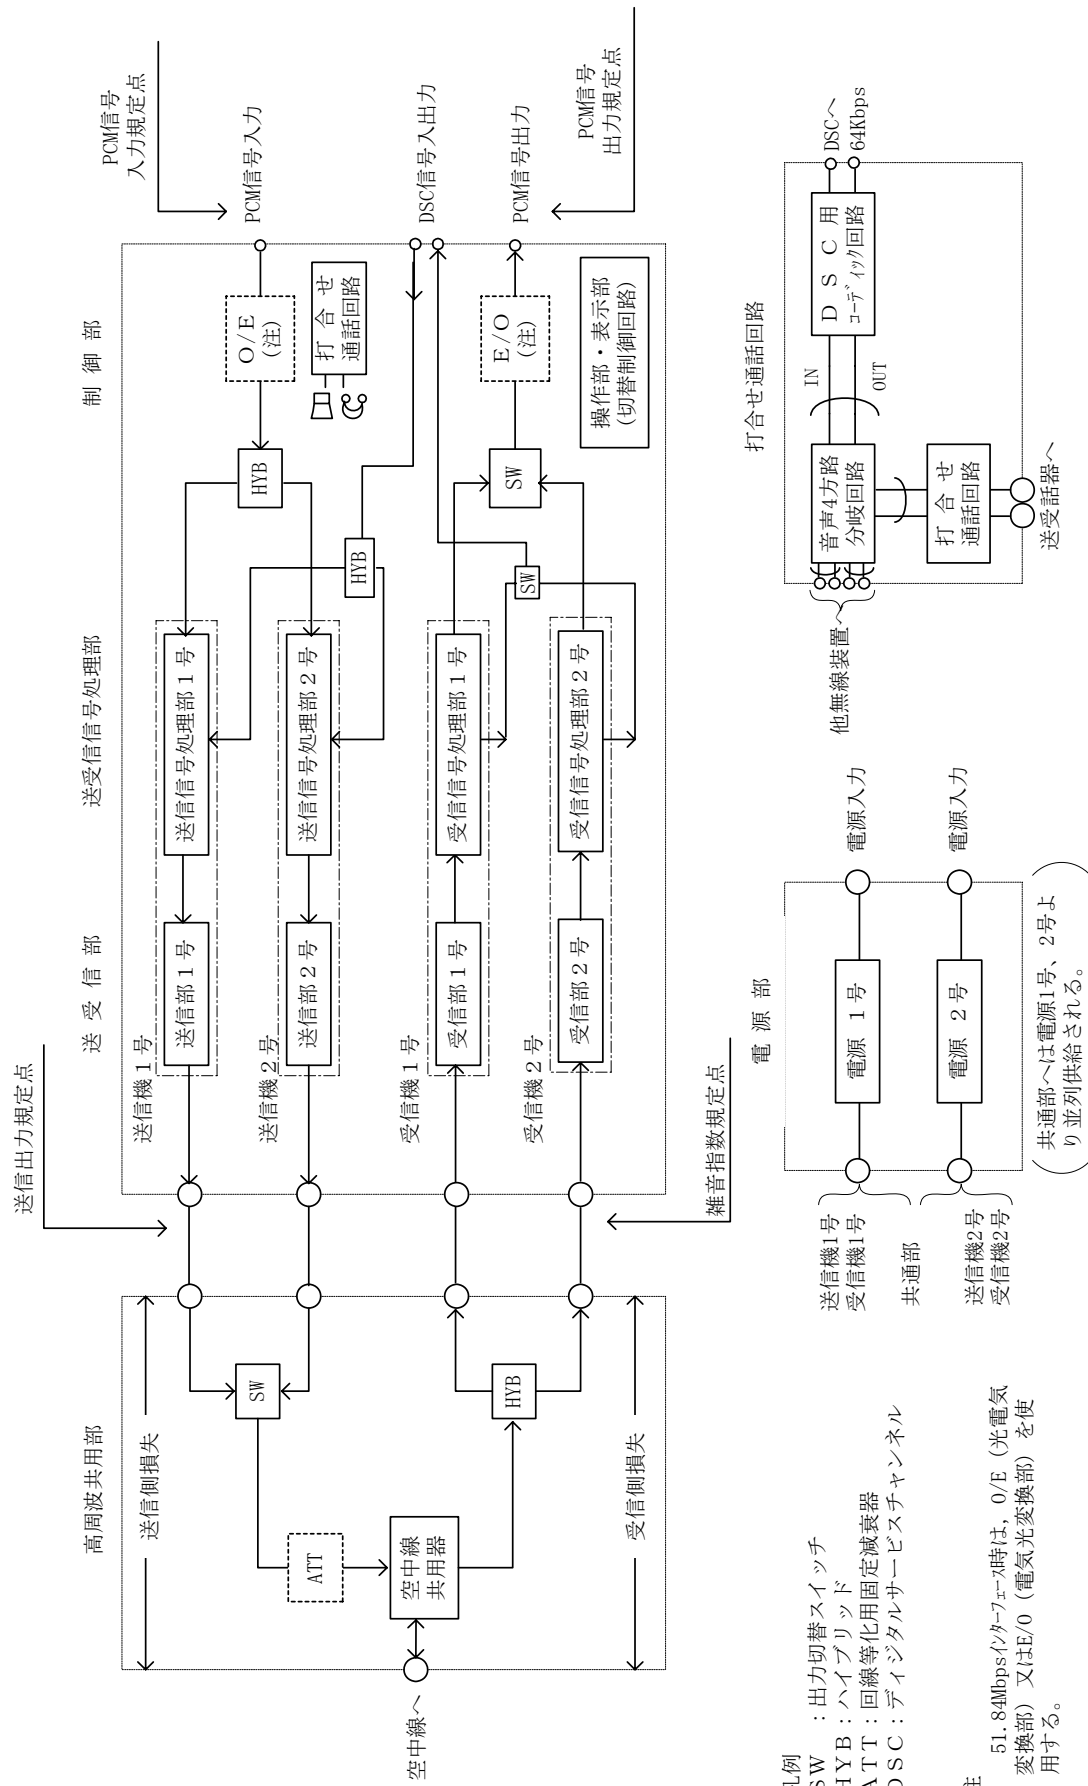 高周波共用部
送信側損失
受信側損失
空中線へ
空中線
共用器
ATT
SW
HYB
送信出力規定点
雑音指数規定点
送 受 信 部
送受信信号処理部
制 御 部
送信機１号
送信部１号
送信信号処理部１号
送信機２号
送信部２号
送信信号処理部２号
受信機１号
受信部１号
受信信号処理部１号
受信機２号
受信部２号
受信信号処理部２号
HYB
HYB
SW
SW
O/E
(注)
打 合 せ
通話回路
E/O
(注)
操作部・表示部
(切替制御回路)
PCM信号
入力規定点
PCM信号入力
DSC信号入出力
PCM信号出力
PCM信号
出力規定点
凡例
SW ：出力切替スイッチ
HYB：ハイブリッド
ATT：回線等化用固定減衰器
DSC：ディジタルサービスチャンネル
注
51.84Mbpsインターフェース時は，O/E（光電気
変換部）又はE/O（電気光変換部）を使
用する。
電 源 部
送信機1号
受信機1号
共通部
送信機2号
受信機2号
電源 １号
電源 ２号
電源入力
電源入力
共通部へは電源1号、2号よ
り並列供給される。
打合せ通話回路
他無線装置へ
音声4方路
分岐回路
IN
OUT
Ｄ Ｓ Ｃ 用
コーディック回路
DSCへ
64Kbps
打 合 せ
通話回路
送受話器へ